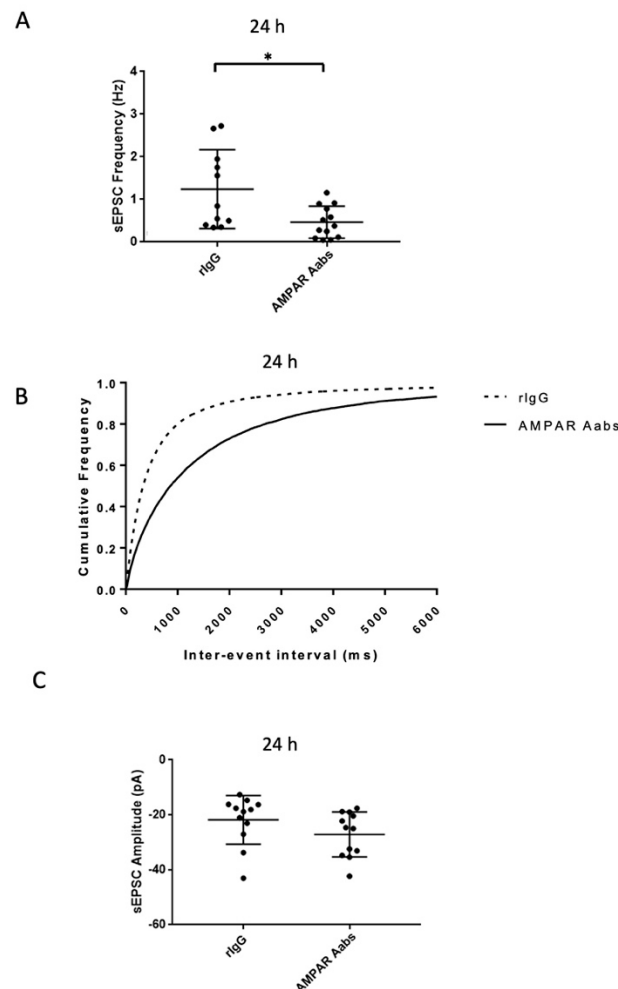 A
24 h
*
sEPSC Frequency (Hz)
4
3
2
1
0
rIgG
AMPAR Aabs
B
24 h
Cumulative Frequency
1.0
0.8
0.6
0.4
0.2
0.0
0
1000
2000
3000
4000
5000
6000
Inter-event interval (ms)
rIgG
AMPAR Aabs
C
24 h
sEPSC Amplitude (pA)
0
-20
-40
-60
rIgG
AMPAR Aabs